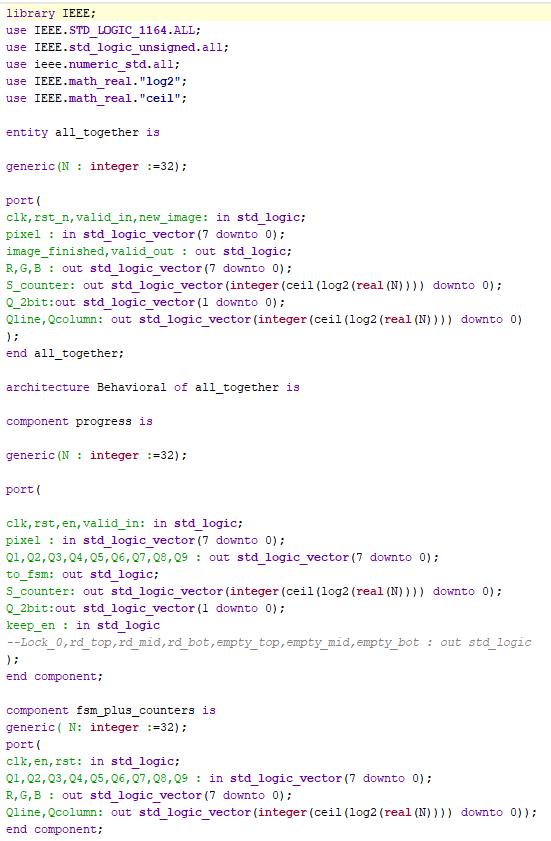 library IEEE;
use IEEE.STD_LOGIC_1164.ALL;
use IEEE.std_logic_unsigned.all;
use ieee.numeric_std.all;
use IEEE.math_real."log2";
use IEEE.math_real."ceil";
entity all_together is
generic(N : integer :=32);
port(
clk,rst_n,valid_in,new_image: in std_logic;
pixel : in std_logic_vector(7 downto 0);
image_finished,valid_out : out std_logic;
R,G,B : out std_logic_vector(7 downto 0);
S_counter: out std_logic_vector(integer(ceil(log2(real(N)))) downto 0);
Q_2bit:out std_logic_vector(1 downto 0);
Qline,Qcolumn: out std_logic_vector(integer(ceil(log2(real(N)))) downto 0)
);
end all_together;
architecture Behavioral of all_together is
component progress is
generic(N : integer :=32);
port(
clk,rst,en,valid_in: in std_logic;
pixel : in std_logic_vector(7 downto 0);
Q1,Q2,Q3,Q4,Q5,Q6,Q7,Q8,Q9 : out std_logic_vector(7 downto 0);
to_fsm: out std_logic;
S_counter: out std_logic_vector(integer(ceil(log2(real(N)))) downto 0);
Q_2bit:out std_logic_vector(1 downto 0);
keep_en : in std_logic
--Lock_0,rd_top,rd_mid,rd_bot,empty_top,empty_mid,empty_bot : out std_logic
);
end component;
component fsm_plus_counters is
generic( N: integer :=32);
port(
clk,en,rst: in std_logic;
Q1,Q2,Q3,Q4,Q5,Q6,Q7,Q8,Q9 : in std_logic_vector(7 downto 0);
R,G,B : out std_logic_vector(7 downto 0);
Qline,Qcolumn: out std_logic_vector(integer(ceil(log2(real(N)))) downto 0));
end component;